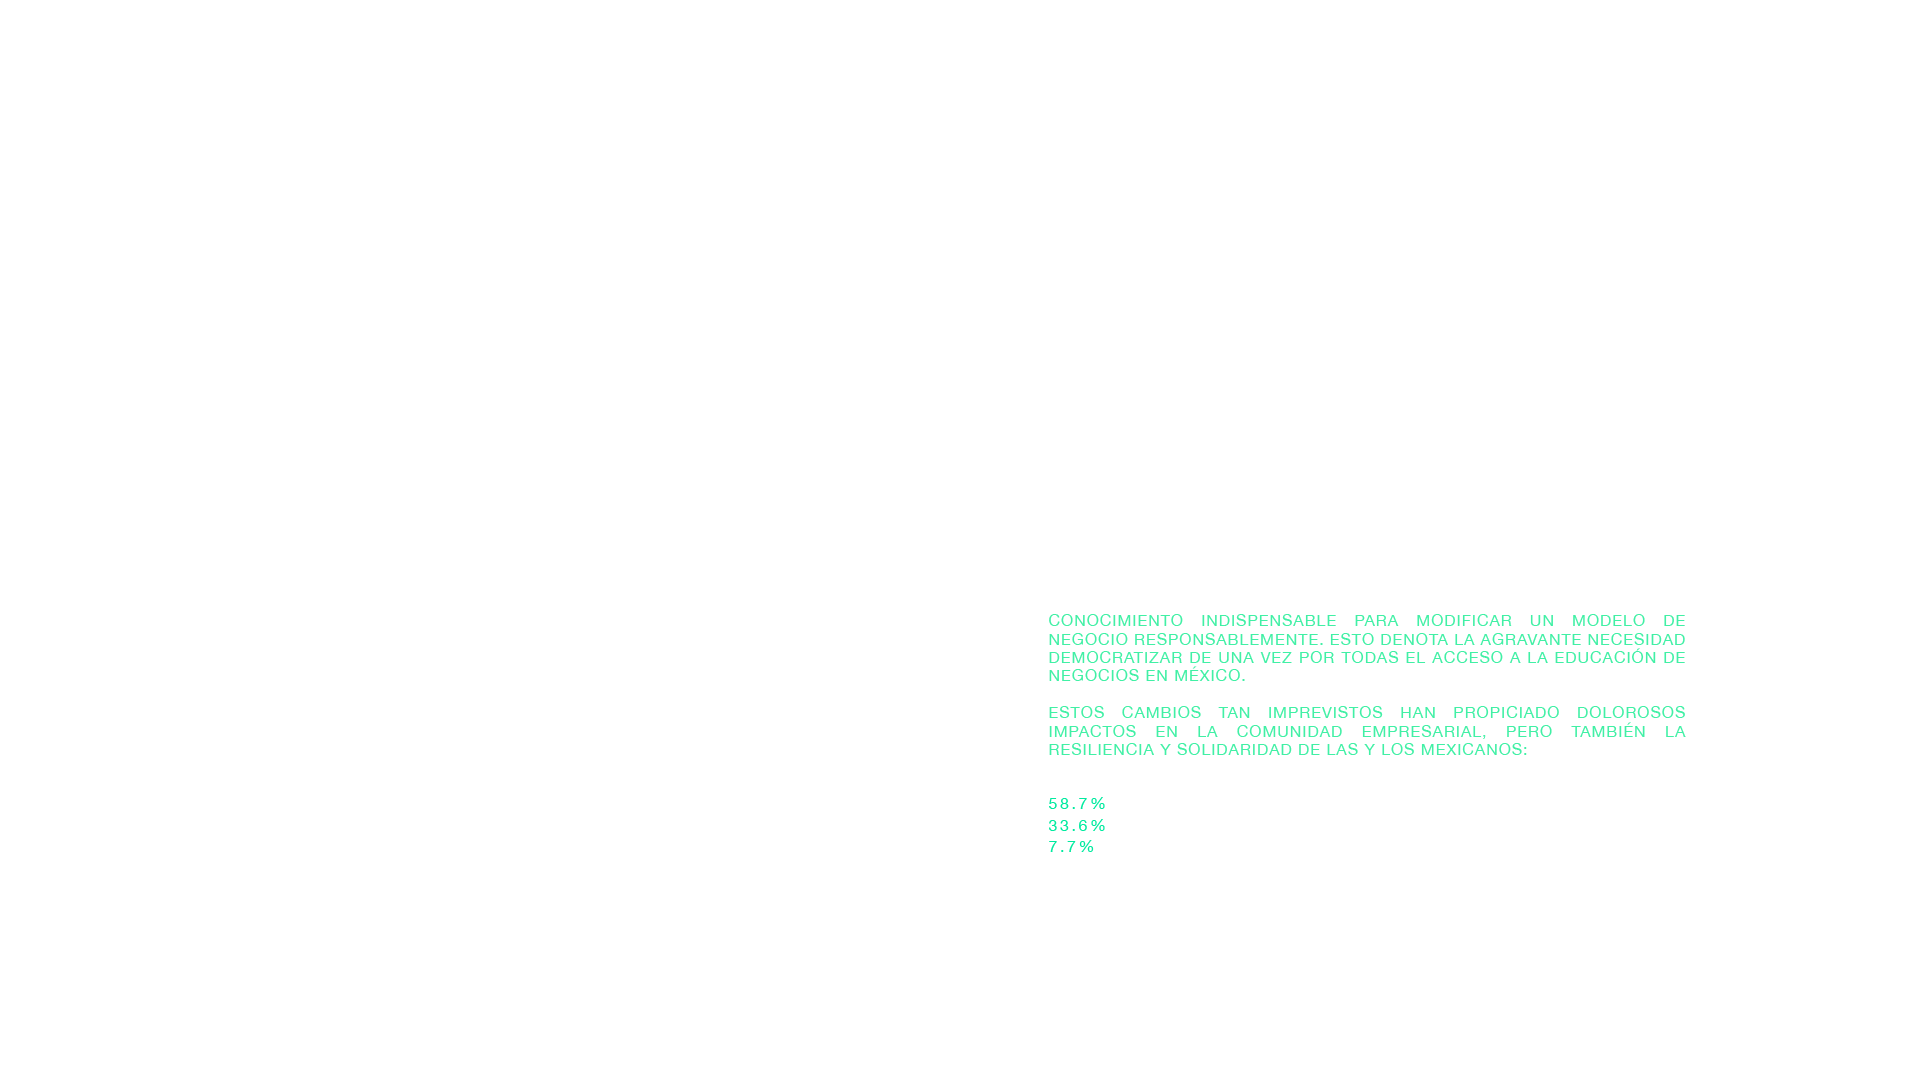 CONOCIMIENTO INDISPENSABLE PARA MODIFICAR UN MODELO DE
NEGOCIO RESPONSABLEMENTE. ESTO DENOTA LA AGRAVANTE NECESIDAD
DEMOCRATIZAR DE UNA VEZ POR TODAS EL ACCESO A LA EDUCACIÓN DE
NEGOCIOS EN MÉXICO.
ESTOS CAMBIOS TAN IMPREVISTOS HAN PROPICIADO DOLOROSOS
IMPACTOS EN LA COMUNIDAD EMPRESARIAL, PERO TAMBIÉN LA
RESILIENCIA Y SOLIDARIDAD DE LAS Y LOS MEXICANOS:
58.7%
33.6%
7.7%